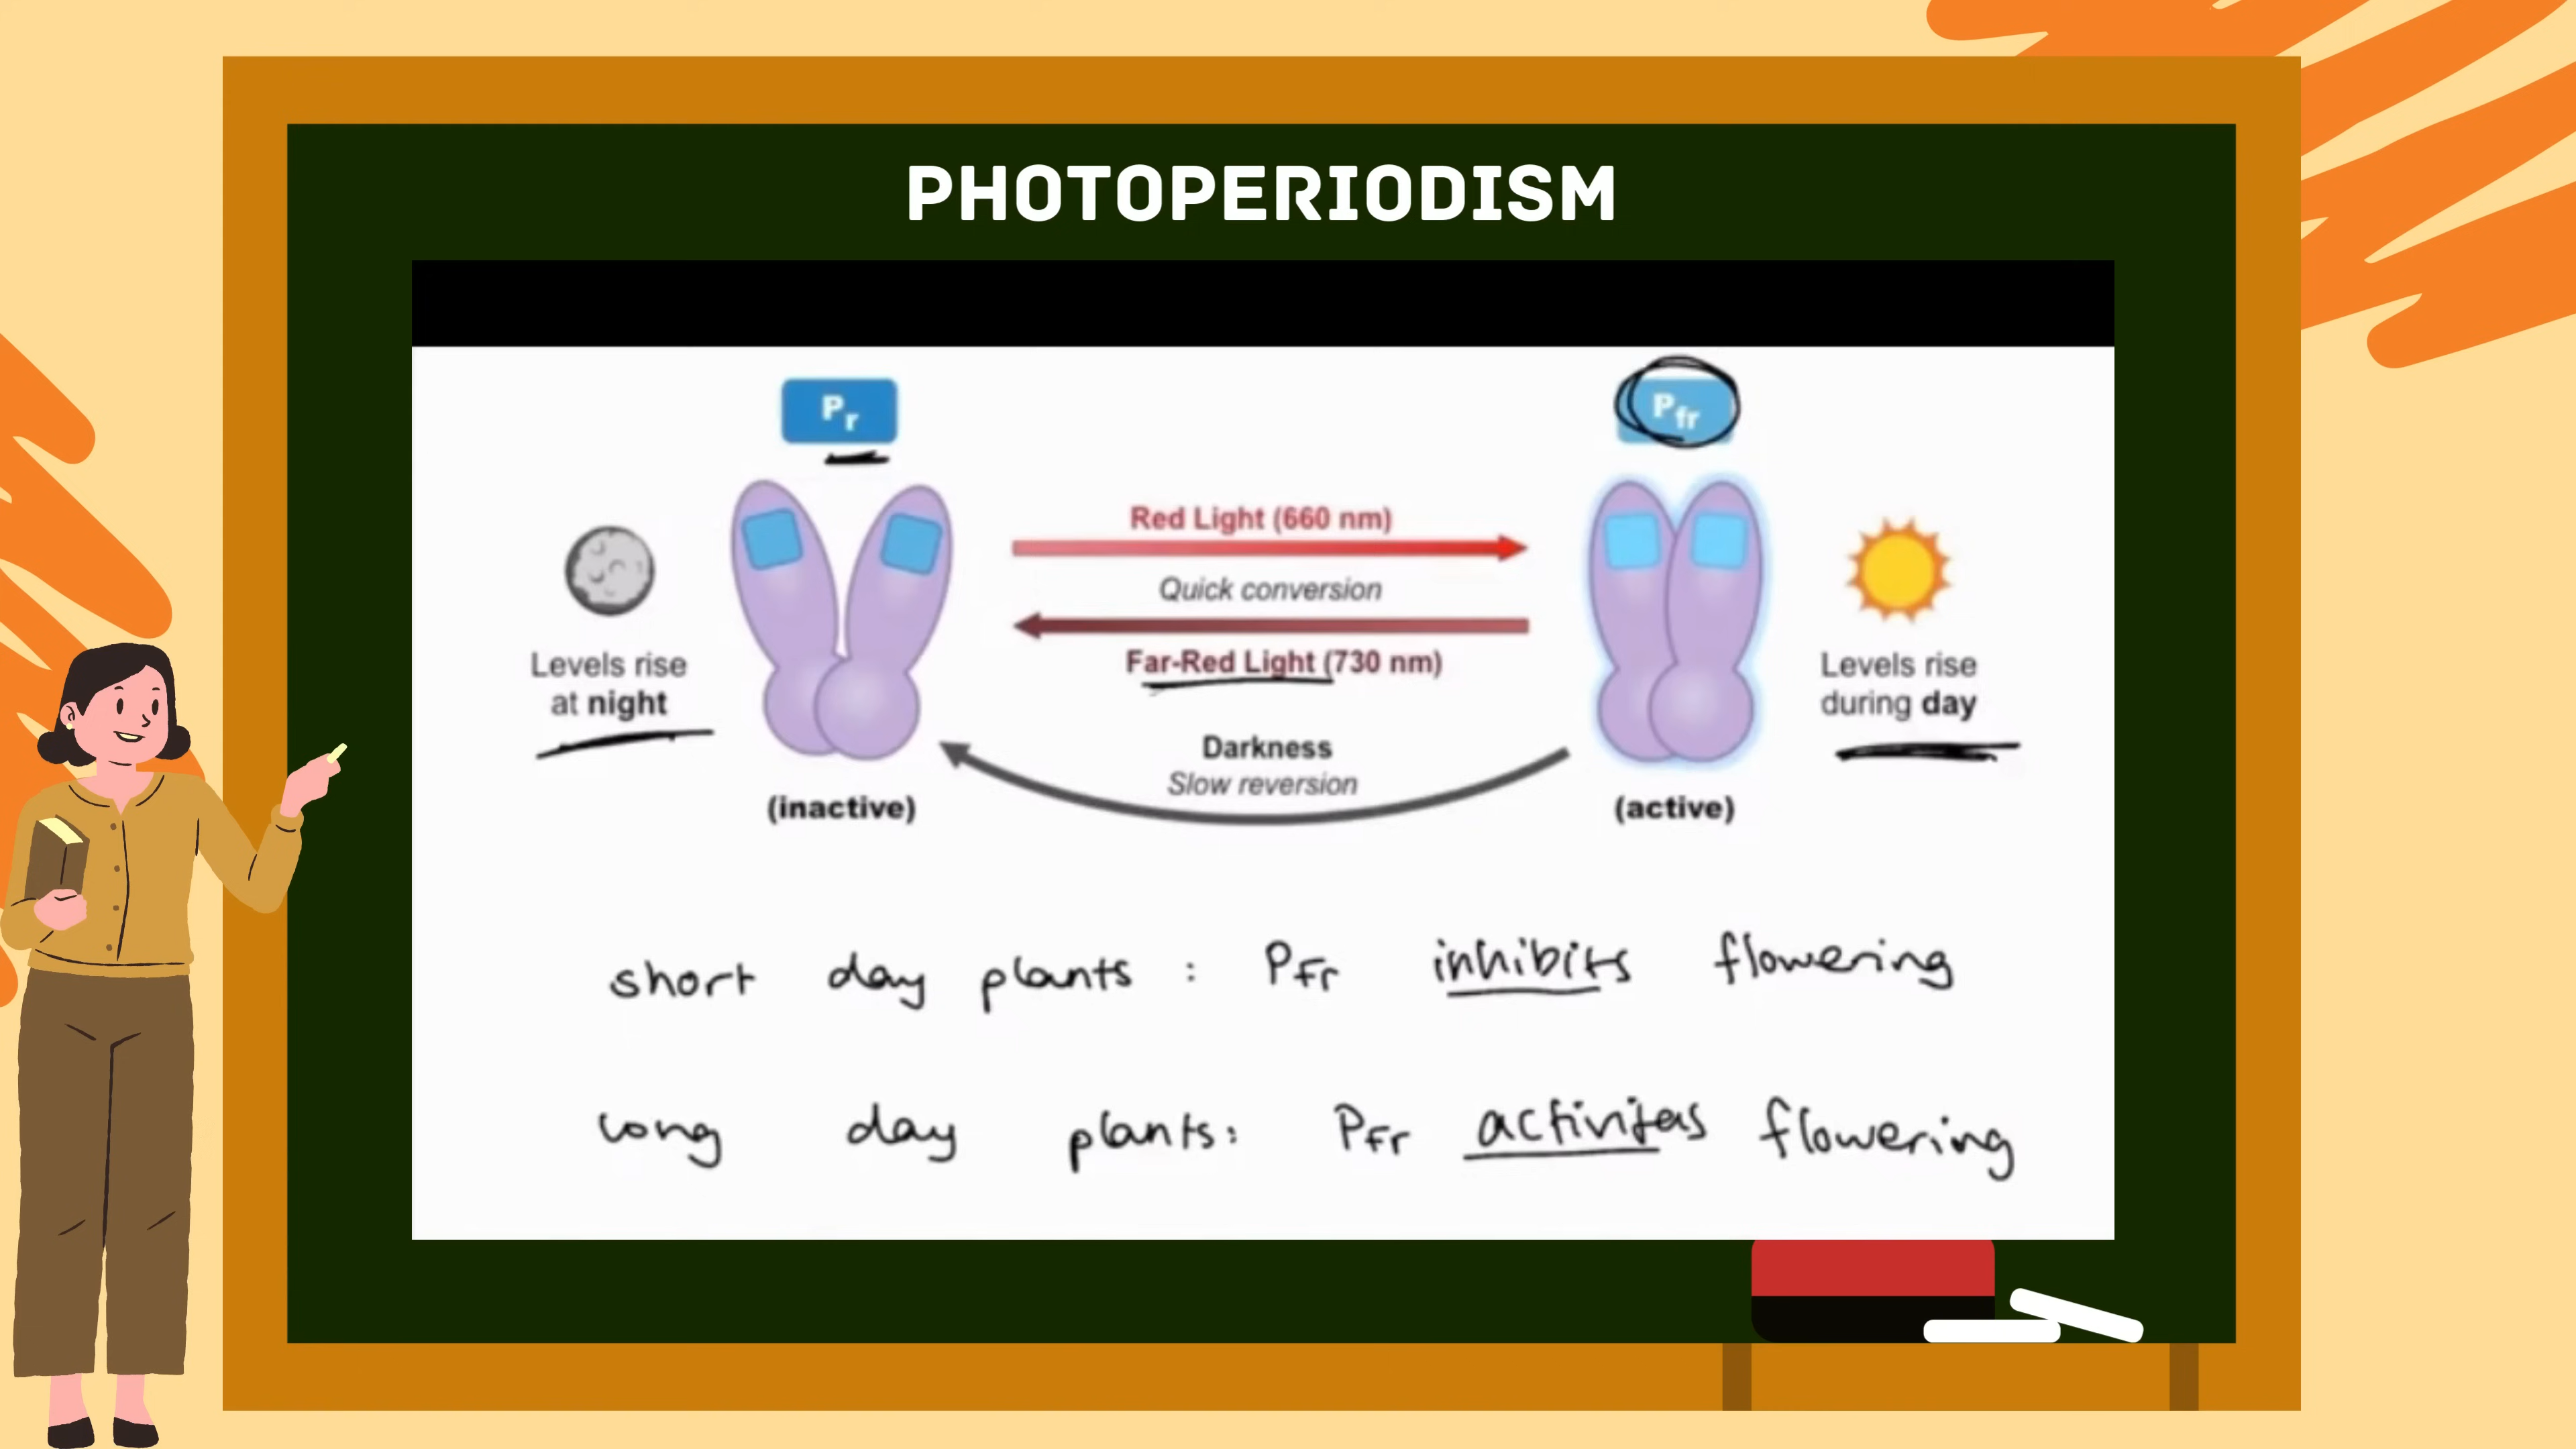 PHOTOPERIODISM
Pr
Pfr
Red Light (660 nm)
Quick conversion
Far-Red Light (730 nm)
Levels rise
at night
Levels rise
during day
Darkness
Slow reversion
(inactive)
(active)
short day plants : Pfr inhibits flowering
long day plants: Pfr activitas flowering